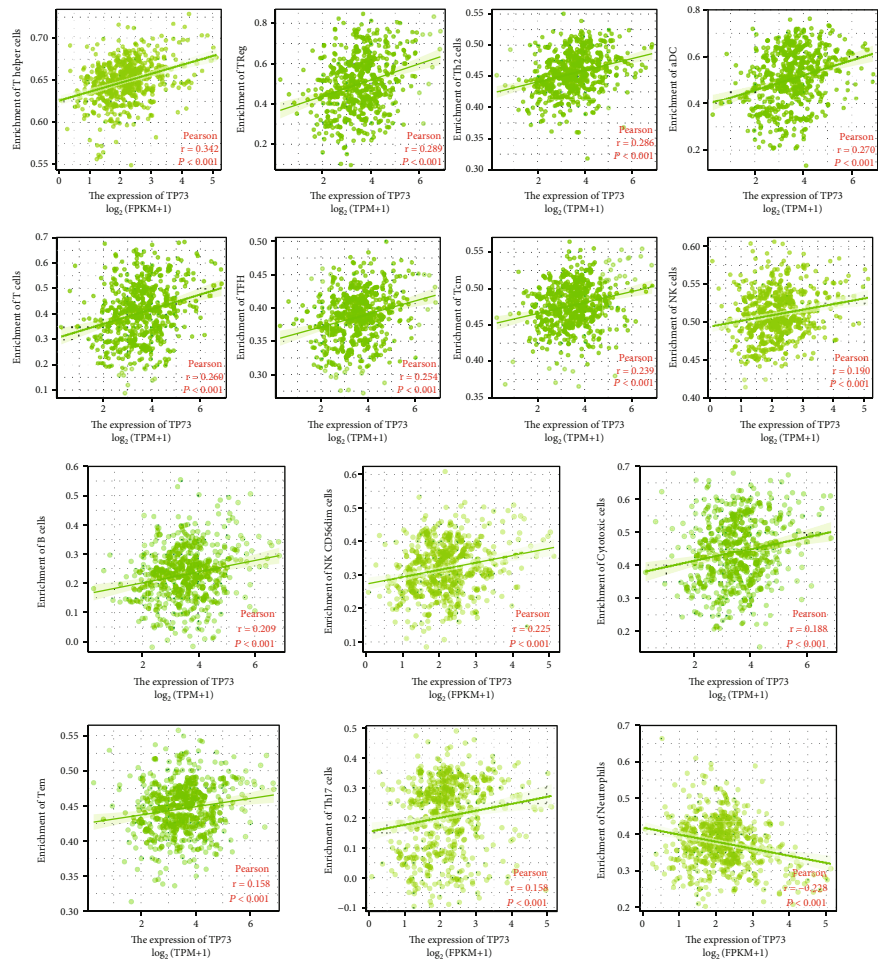 Enrichment of T helper cells
0.70
0.65
0.60
0.55
Pearson
r = 0.342
P < 0.001
0 1 2 3 4 5
The expression of TP73
log₂ (FPKM+1)
Enrichment of TReg
0.8
0.6
0.4
0.2
Pearson
r = 0.289
P < 0.001
2 4 6
The expression of TP73
log₂ (TPM+1)
Enrichment of Th2 cells
0.55
0.50
0.45
0.40
0.35
0.30
Pearson
r = 0.286
P < 0.001
2 4 6
The expression of TP73
log₂ (TPM+1)
Enrichment of aDC
0.6
0.4
0.2
Pearson
r = 0.270
P < 0.001
2 4 6
The expression of TP73
log₂ (TPM+1)
Enrichment of T cells
0.7
0.6
0.5
0.4
0.3
0.2
0.1
Pearson
r = 0.260
P < 0.001
2 4 6
The expression of TP73
log₂ (TPM+1)
Enrichment of TFH
0.50
0.40
0.30
Pearson
r = 0.254
P < 0.001
2 4 6
The expression of TP73
log₂ (TPM+1)
Enrichment of Tcm
0.55
0.50
0.45
0.40
0.35
Pearson
r = 0.239
P < 0.001
2 4 6
The expression of TP73
log₂ (TPM+1)
Enrichment of NK cells
0.60
0.55
0.50
0.45
0.40
Pearson
r = 0.190
P < 0.001
0 1 2 3 4 5
The expression of TP73
log₂ (TPM+1)
Enrichment of B cells
0.6
0.5
0.4
0.3
0.2
0.1
0.0
Pearson
r = 0.209
P < 0.001
2 4 6
The expression of TP73
log₂ (TPM+1)
Enrichment of NK CD56dim cells
0.6
0.5
0.4
0.3
0.2
0.1
Pearson
r = 0.225
P < 0.001
0 1 2 3 4 5
The expression of TP73
log₂ (FPKM+1)
Enrichment of Cytotoxic cells
0.7
0.6
0.5
0.4
0.3
0.2
Pearson
r = 0.188
P < 0.001
2 4 6
The expression of TP73
log₂ (TPM+1)
Enrichment of Tem
0.55
0.50
0.45
0.40
0.35
0.30
Pearson
r = 0.158
P < 0.001
2 4 6
The expression of TP73
log₂ (TPM+1)
Enrichment of Th17 cells
0.17
0.4
0.3
0.2
0.1
0.0
−0.1
Pearson
r = 0.158
P < 0.001
0 1 2 3 4 5
The expression of TP73
log₂ (FPKM+1)
Enrichment of Neutrophils
0.7
0.6
0.5
0.4
0.3
0.2
Pearson
r = −0.228
P < 0.001
0 1 2 3 4 5
The expression of TP73
log₂ (FPKM+1)